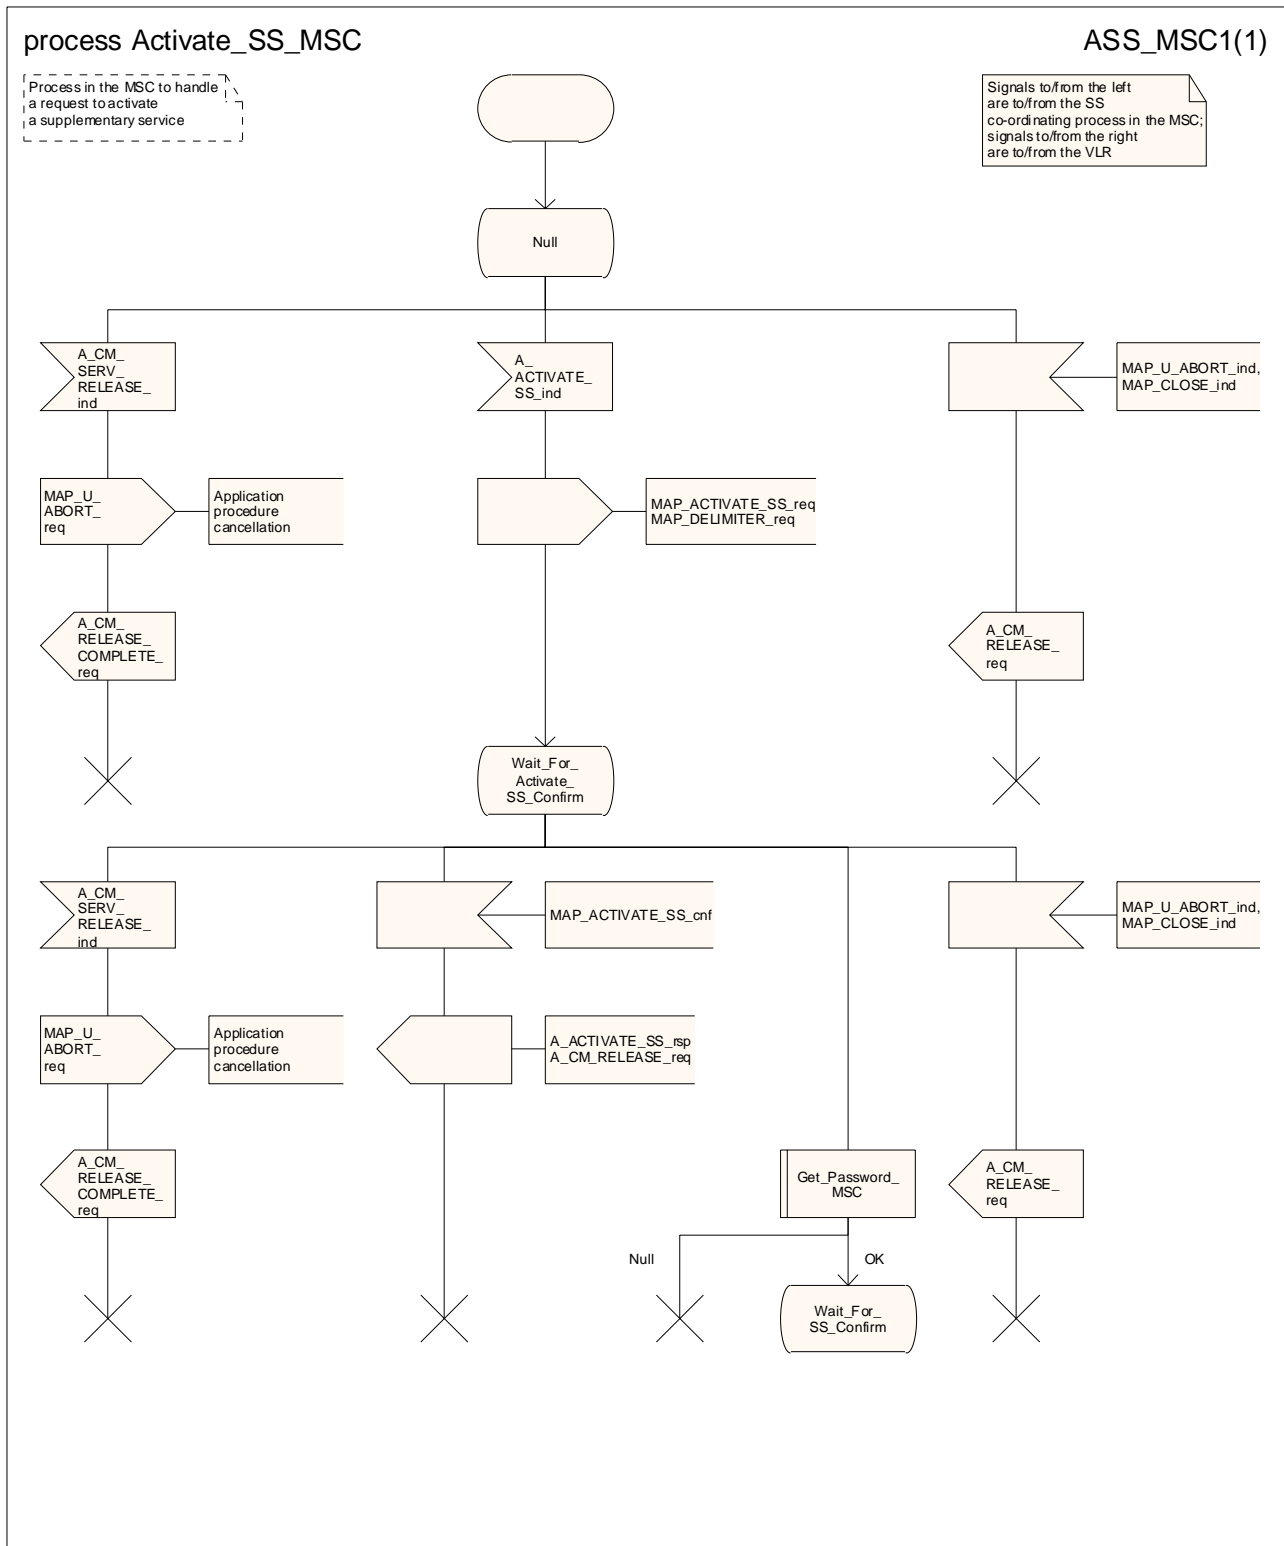 process Activate_SS_MSC
ASS_MSC1(1)
Process in the MSC to handle
a request to activate
a supplementary service
Signals to/from the left
are to/from the SS
co-ordinating process in the MSC;
signals to/from the right
are to/from the VLR
Null
A_CM_
SERV_
RELEASE_
ind
A_
ACTIVATE_
SS_ind
MAP_U_ABORT_ind,
MAP_CLOSE_ind
MAP_U_
ABORT_
req
Application
procedure
cancellation
MAP_ACTIVATE_SS_req
MAP_DELIMITER_req
A_CM_
RELEASE_
COMPLETE_
req
A_CM_
RELEASE_
req
Wait_For_
Activate_
SS_Confirm
A_CM_
SERV_
RELEASE_
ind
MAP_ACTIVATE_SS_cnf
MAP_U_ABORT_ind,
MAP_CLOSE_ind
MAP_U_
ABORT_
req
Application
procedure
cancellation
A_ACTIVATE_SS_rsp
A_CM_RELEASE_req
A_CM_
RELEASE_
COMPLETE_
req
Get_Password_
MSC
A_CM_
RELEASE_
req
Null
OK
Wait_For_
SS_Confirm